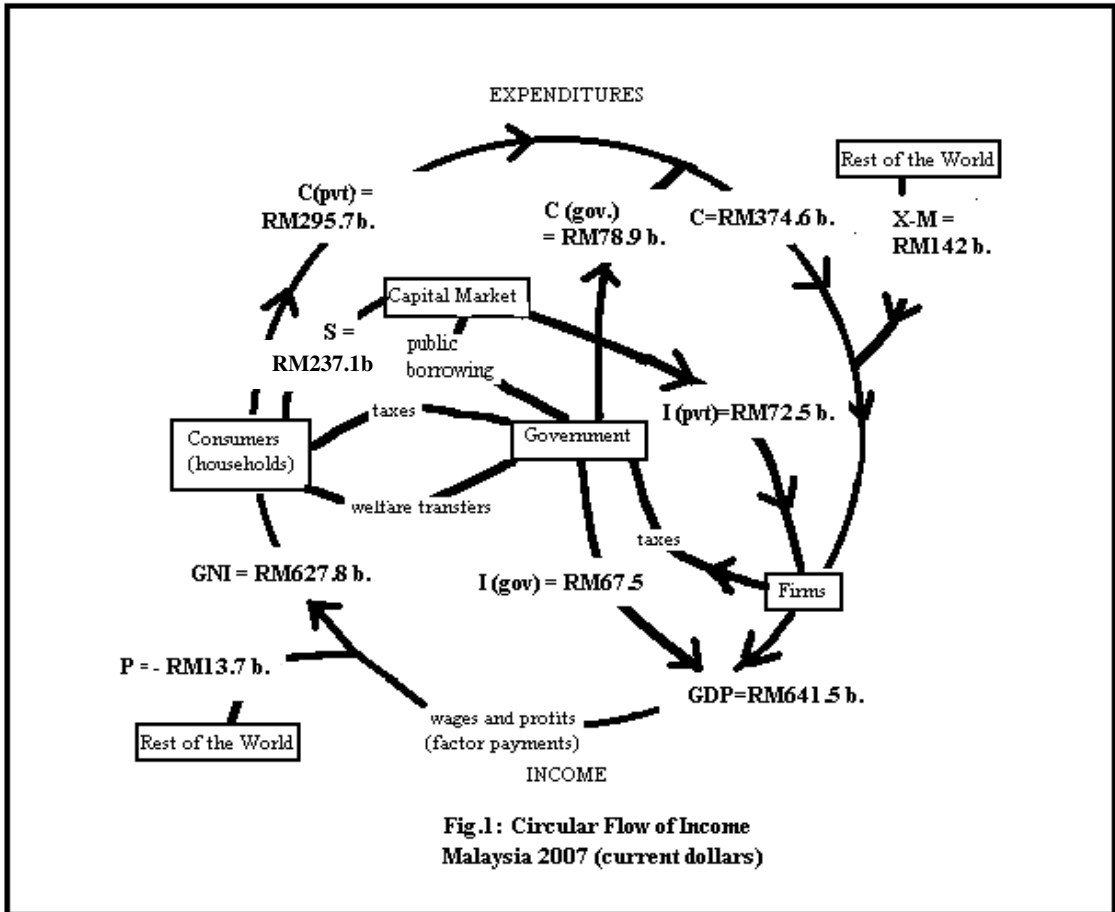 EXPENDITURES
Rest of the World
C(pvt) =
RM295.7 b.
C (gov.)
= RM78.9 b.
C=RM374.6 b.
X-M =
RM142 b.
Capital Market
S =
RM237.1b
public
borrowing
I (pvt)=RM72.5 b.
taxes
Consumers
(households)
Government
welfare transfers
taxes
GNI = RM627.8 b.
I (gov) = RM67.5
Firms
P = - RM13.7 b.
GDP=RM641.5 b.
Rest of the World
wages and profits
(factor payments)
INCOME
Fig.1: Circular Flow of Income
Malaysia 2007 (current dollars)